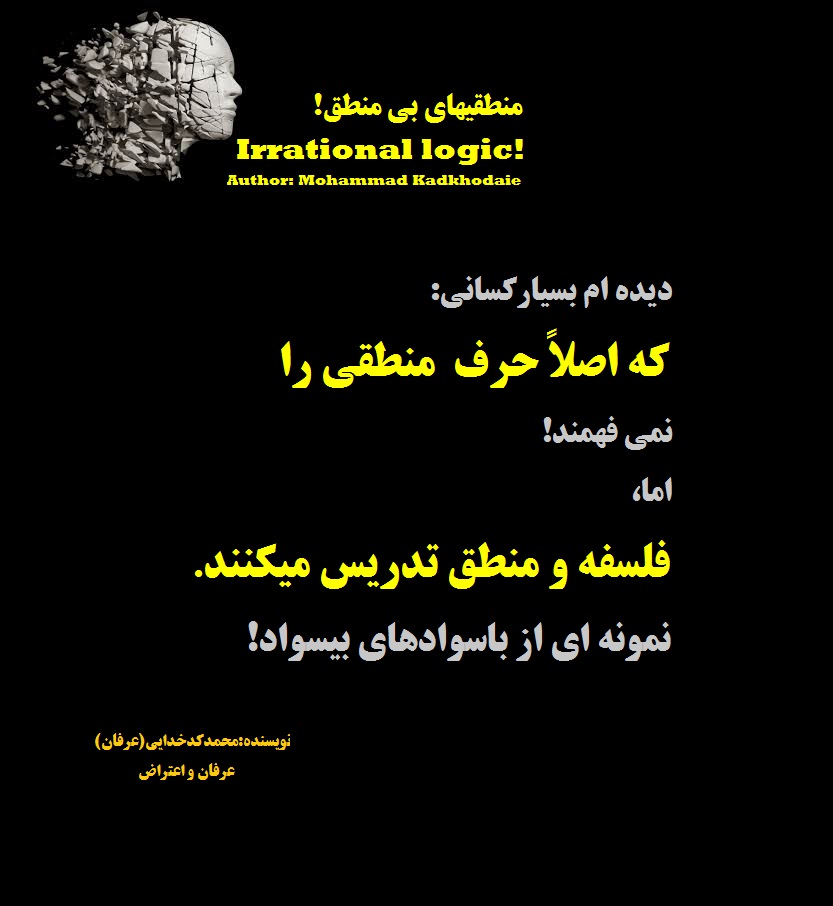 منطقیهای بی منطق!
Irrational logic!
Author: Mohammad Kadkhodaie
دیده ام بسیارکسانی:
که اصلاً حرف منطقی را
نمی فهمند!
اما،
فلسفه و منطق تدریس میکنند.
نمونه ای از باسوادهای بیسواد!
نویسنده:محمدکدخدایی(عرفان)
عرفان و اعتراض